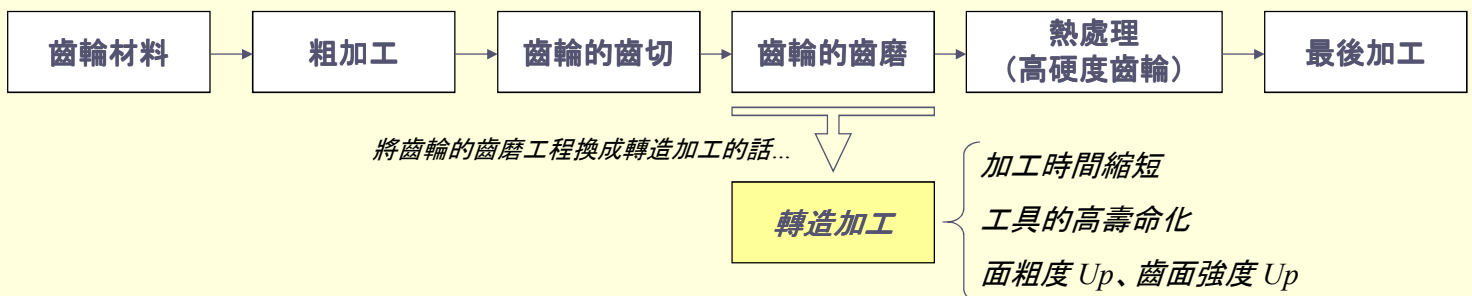 齒輪材料
粗加工
齒輪的齒切
齒輪的齒磨
熱處理
（高硬度齒輪）
最後加工
將齒輪的齒磨工程換成轉造加工的話...
轉造加工
加工時間縮短
工具的高壽命化
面粗度 Up、齒面強度 Up